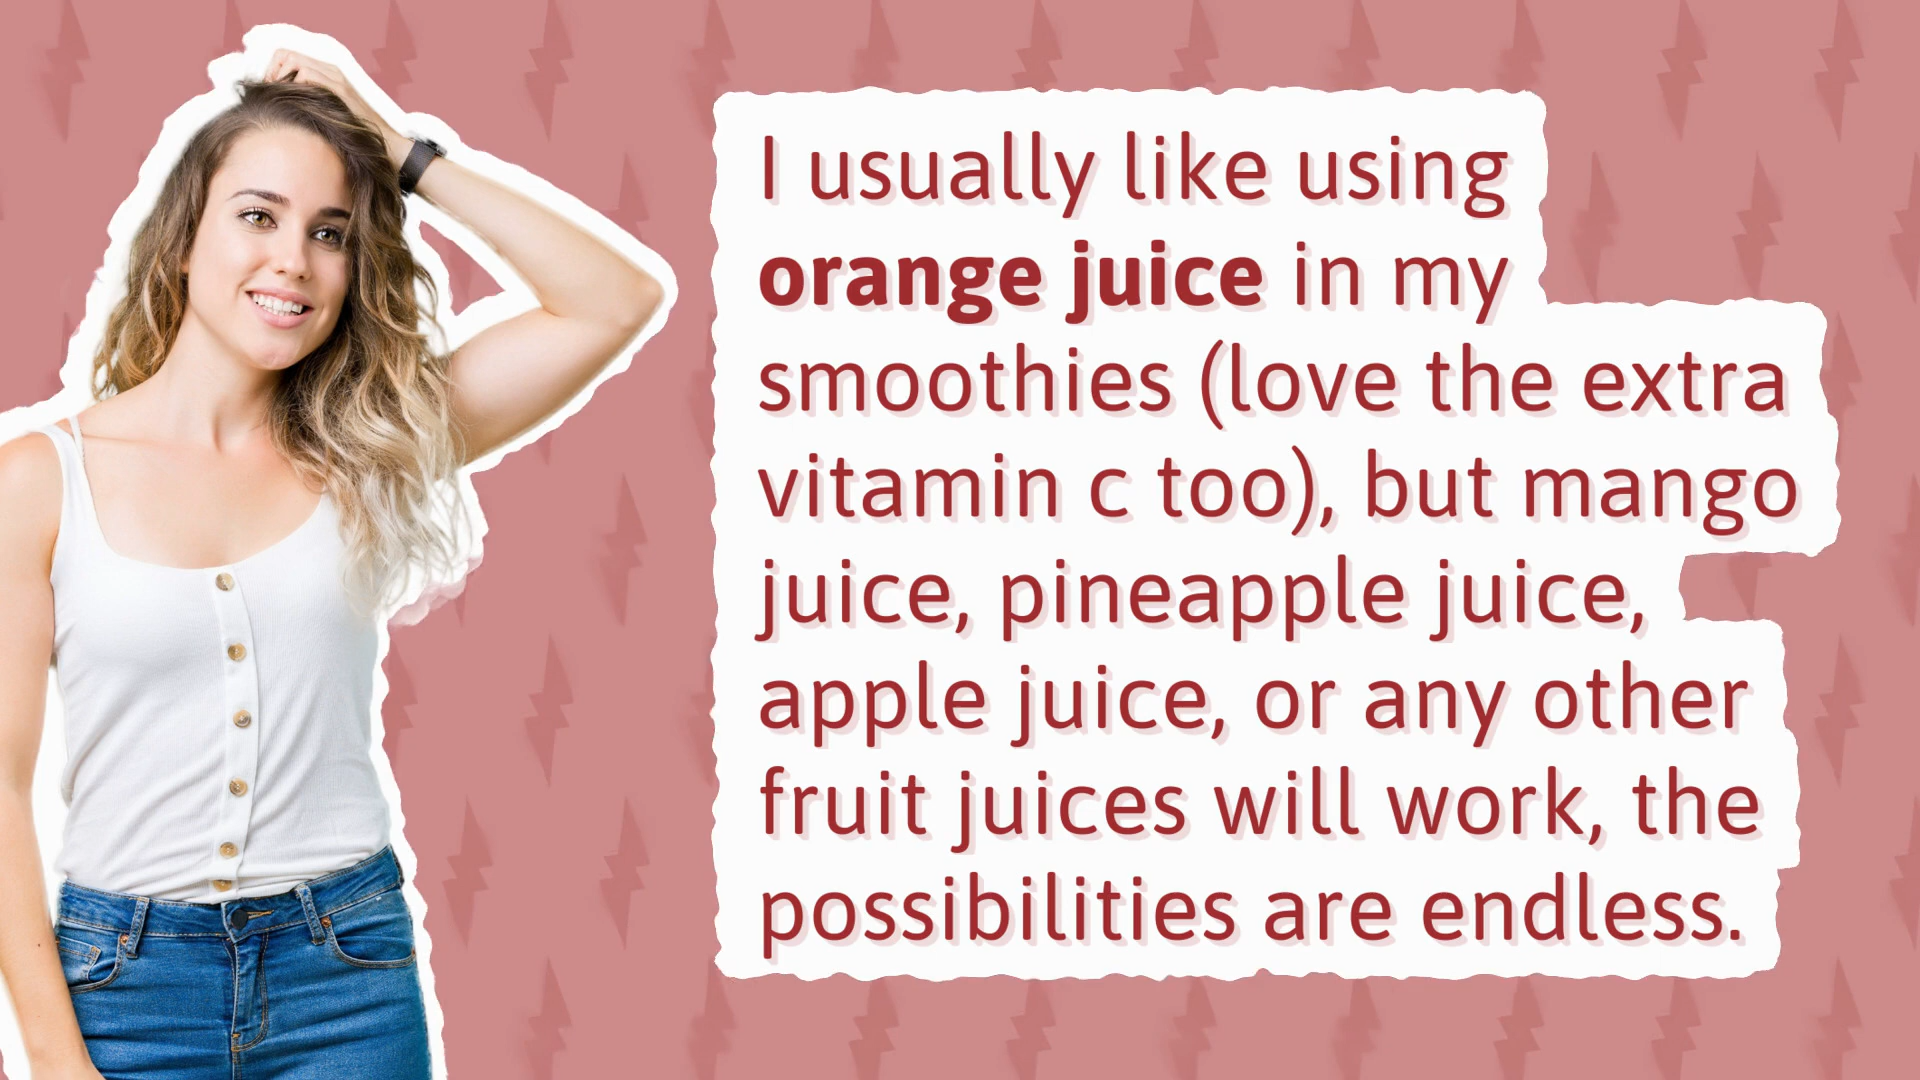 I usually like using
orange juice in my
smoothies (love the extra
vitamin c too), but mango
juice, pineapple juice,
apple juice, or any other
fruit juices will work, the
possibilities are endless.